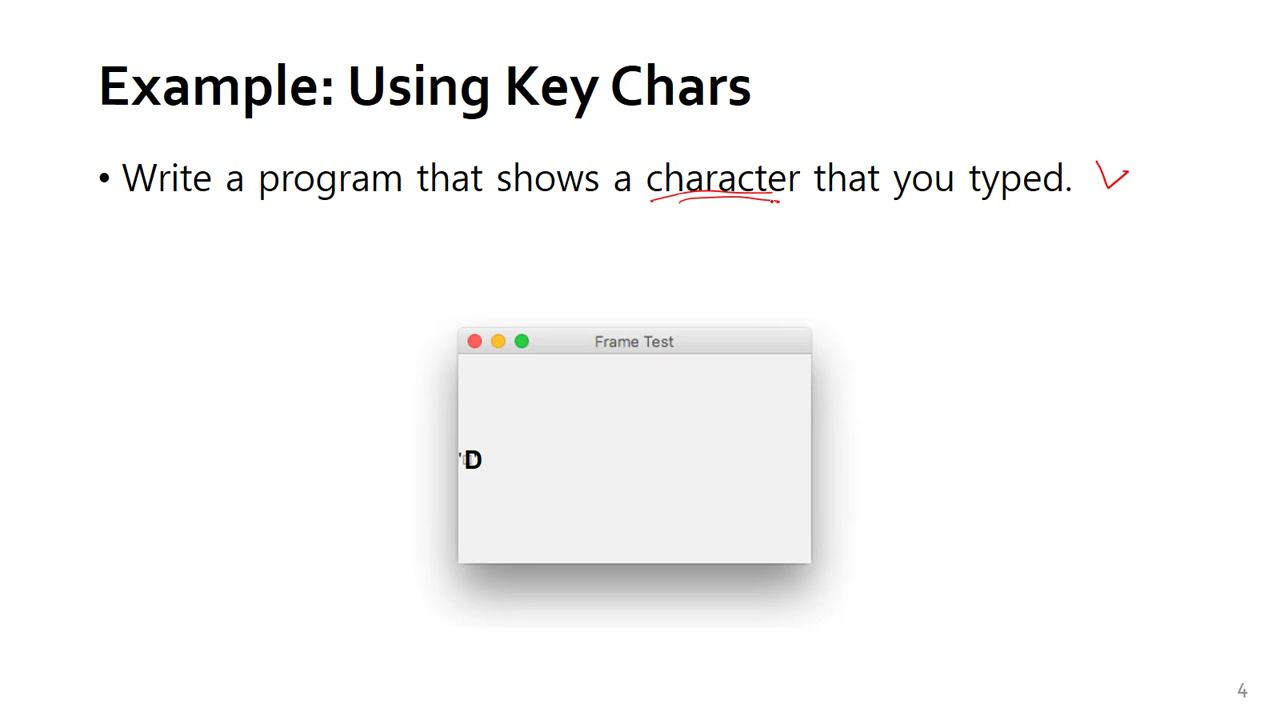 Example: Using Key Chars
• Write a program that shows a character that you typed.
Frame Test
D
4